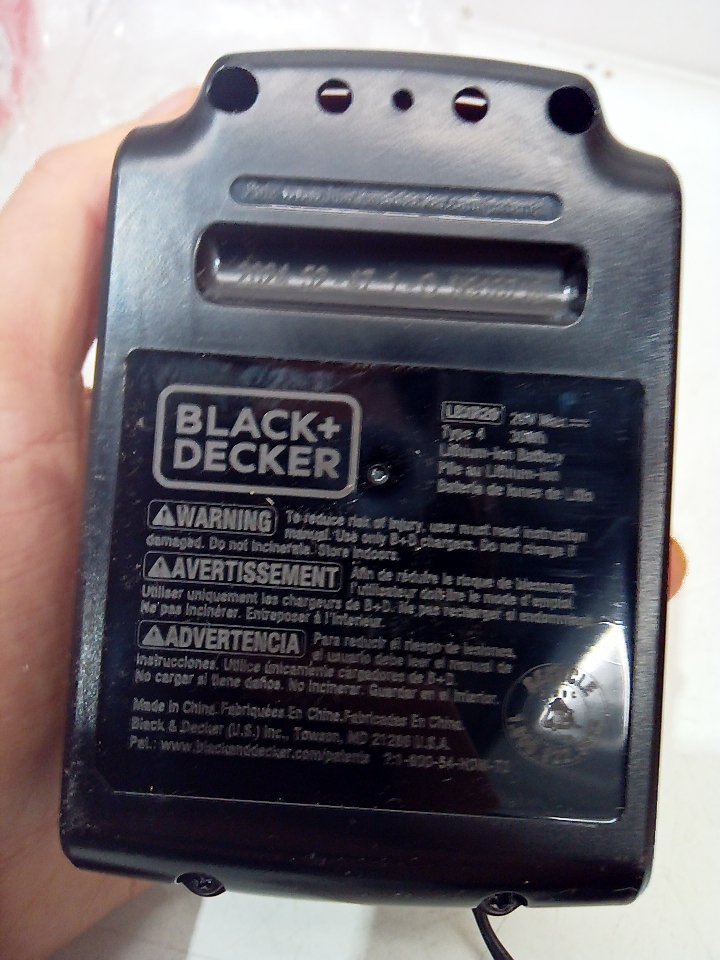 2024
BLACK+
DECKER
LBXR20 20V Max
Type 4 30Wh
Lithium-Ion Battery
Pile au Lithium-Ion
Batería de Iones de Litio
WARNING To reduce risk of injury, user must read instruction
manual. Use only B+D chargers. Do not charge if
damaged. Do not incinerate. Store indoors.
AVERTISSEMENT Afin de réduire le risque de blessures,
l'utilisateur doit lire le mode d'emploi.
Utiliser uniquement les chargeurs de B+D. Ne pas recharger si endommagé.
Ne pas incinérer. Entreposer à l'intérieur.
ADVERTENCIA Para reducir el riesgo de lesiones,
el usuario debe leer el manual de
instrucciones. Utilice únicamente cargadores de B+D.
No cargar si tiene daños. No incinerar. Guardar en el interior.
Made In China. Fabriquées En Chine. Fabricadas En China.
Black & Decker (U.S.) Inc., Towson, MD 21286 U.S.A.
Pat.: www.blackanddecker.com/patents